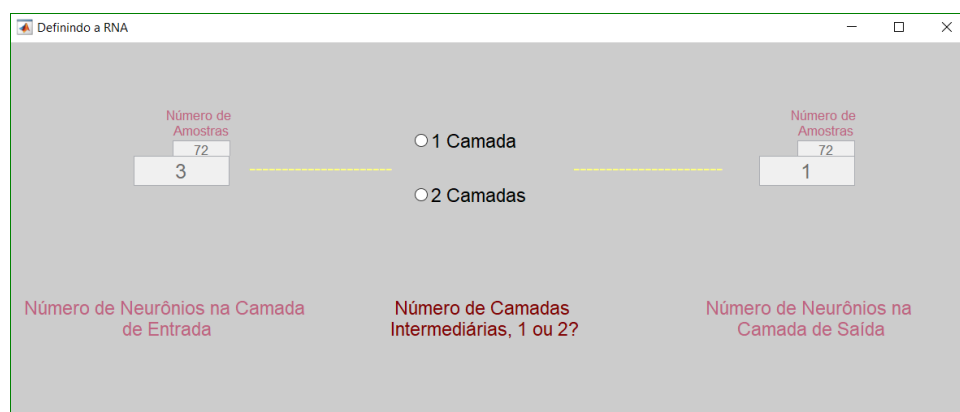 Definindo a RNA
Número de
Amostras
72
3
1 Camada
2 Camadas
Número de
Amostras
72
1
Número de Neurônios na Camada
de Entrada
Número de Camadas
Intermediárias, 1 ou 2?
Número de Neurônios na
Camada de Saída